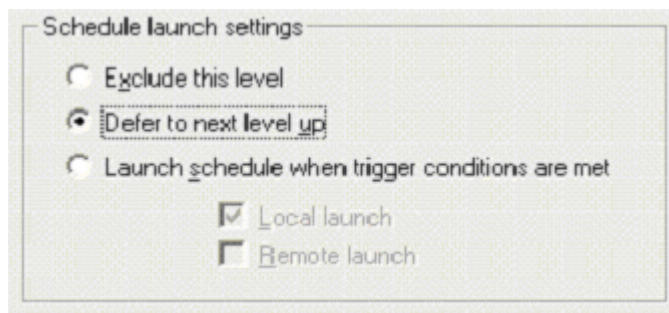 Schedule launch settings
Exclude this level
Defer to next level up
Launch schedule when trigger conditions are met
Local launch
Remote launch